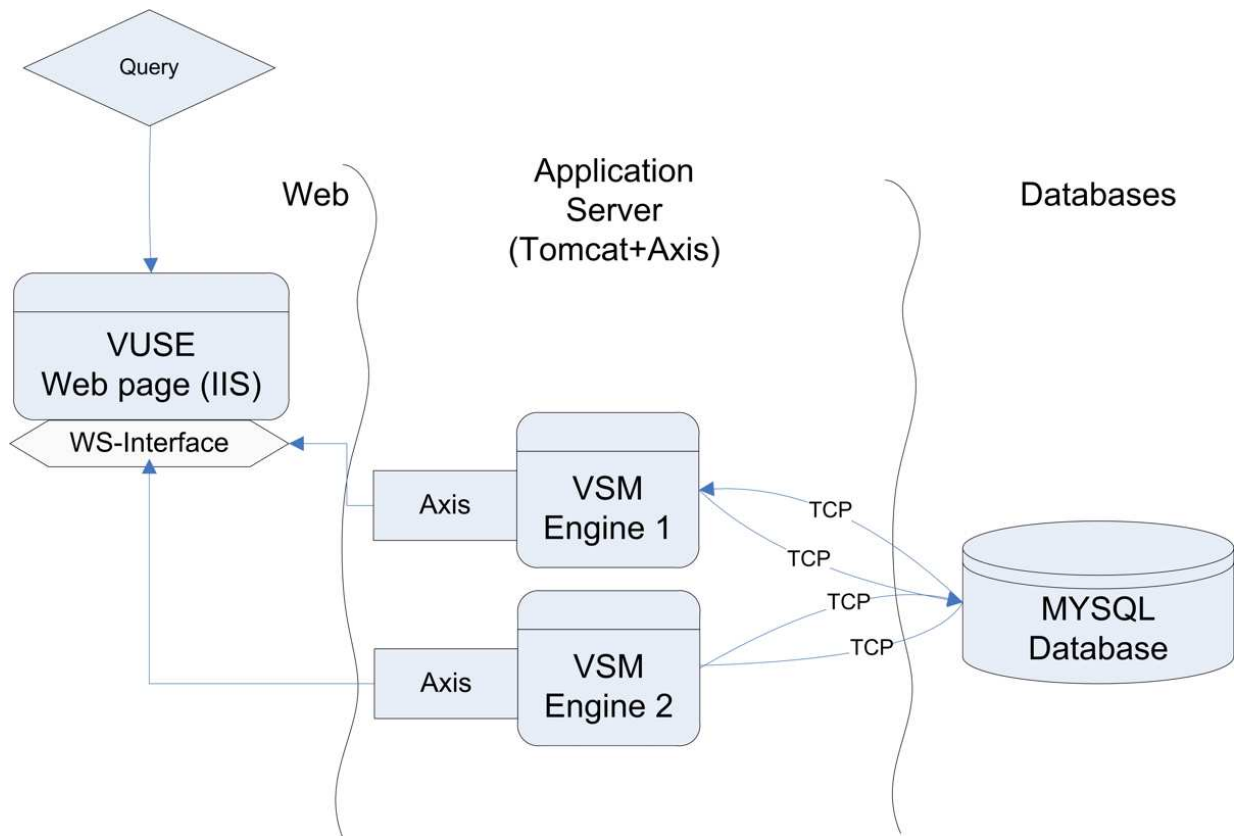 Query
Web
Application
Server
(Tomcat+Axis)
Databases
VUSE
Web page (IIS)
WS-Interface
Axis
VSM
Engine 1
TCP
TCP
TCP
TCP
MYSQL
Database
Axis
VSM
Engine 2